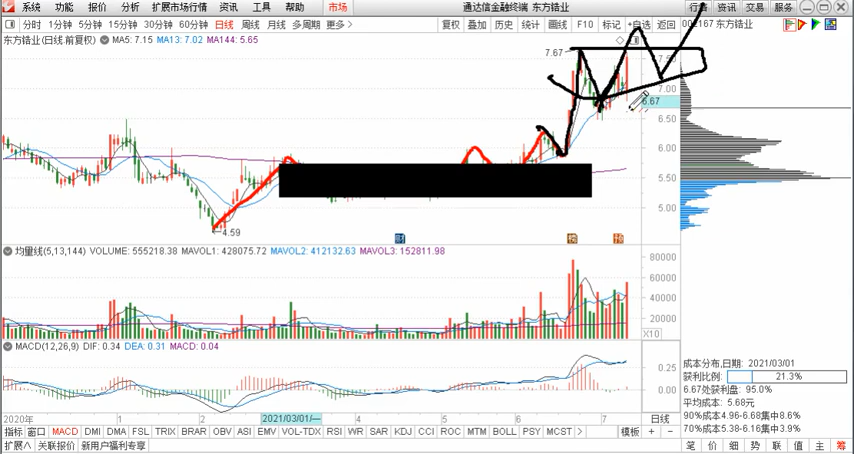 系统 功能 报价 分析 扩展市场行情 资讯 工具 帮助 市场 通达信金融终端 东方锆业 行情 资讯 交易 服务
分时 1分钟 5分钟 15分钟 30分钟 60分钟 日线 周线 月线 多周期 更多> 复权 叠加 历史 统计 画线 F10 标记 +自选 返回 002167 东方锆业
东方锆业(日线.前复权) MA5: 7.15 MA13: 7.02 MA144: 5.65
7.67
7.00
6.67
6.50
6.00
5.50
5.00
4.59
财
均量线(5,13,144) VOLUME: 555218.38 MAVOL1: 428075.72 MAVOL2: 412132.63 MAVOL3: 152811.98
80000
60000
40000
20000
X10
MACD(12,26,9) DIF: 0.34 DEA: 0.31 MACD: 0.04
0.25
0.00
成本分布,日期: 2021/03/01
获利比例: 21.3%
6.67处获利盘: 95.0%
平均成本: 5.68元
90%成本4.96-6.68集中8.6%
70%成本5.38-6.16集中3.9%
2020年 1 2 2021/03/01/一 4 5 6 7 日线
指标 窗口 MACD DMI DMA FSL TRIX BRAR OBV ASI EMV VOL-TDX RSI WR SAR KDJ CCI ROC MTM BOLL PSY MCST > 模板 + -
扩展∧ 关联报价 新用户福利专享 笔 价 细 势 联 值 主 筹